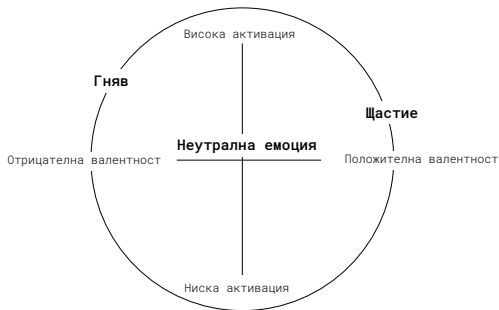 Висока активация
Гняв
Щастие
Неутрална емоция
Отрицателна валентност
Положителна валентност
Ниска активация